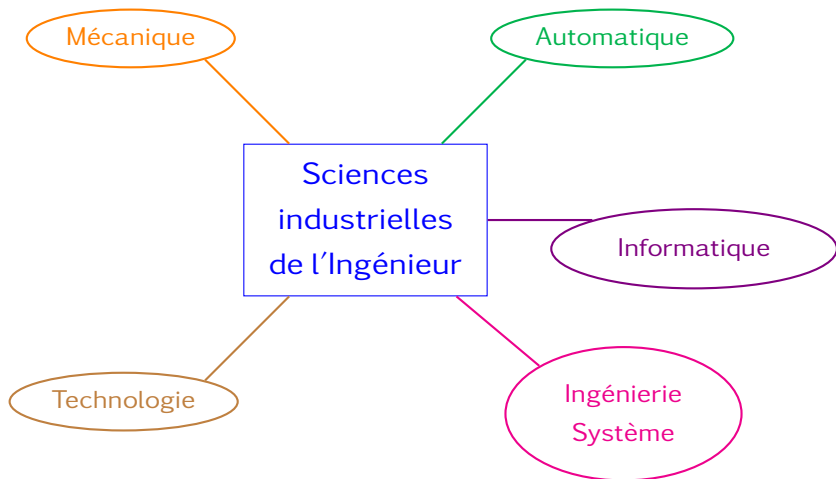 Mécanique
Automatique
Sciences
industrielles
de l'Ingénieur
Informatique
Technologie
Ingénierie
Système